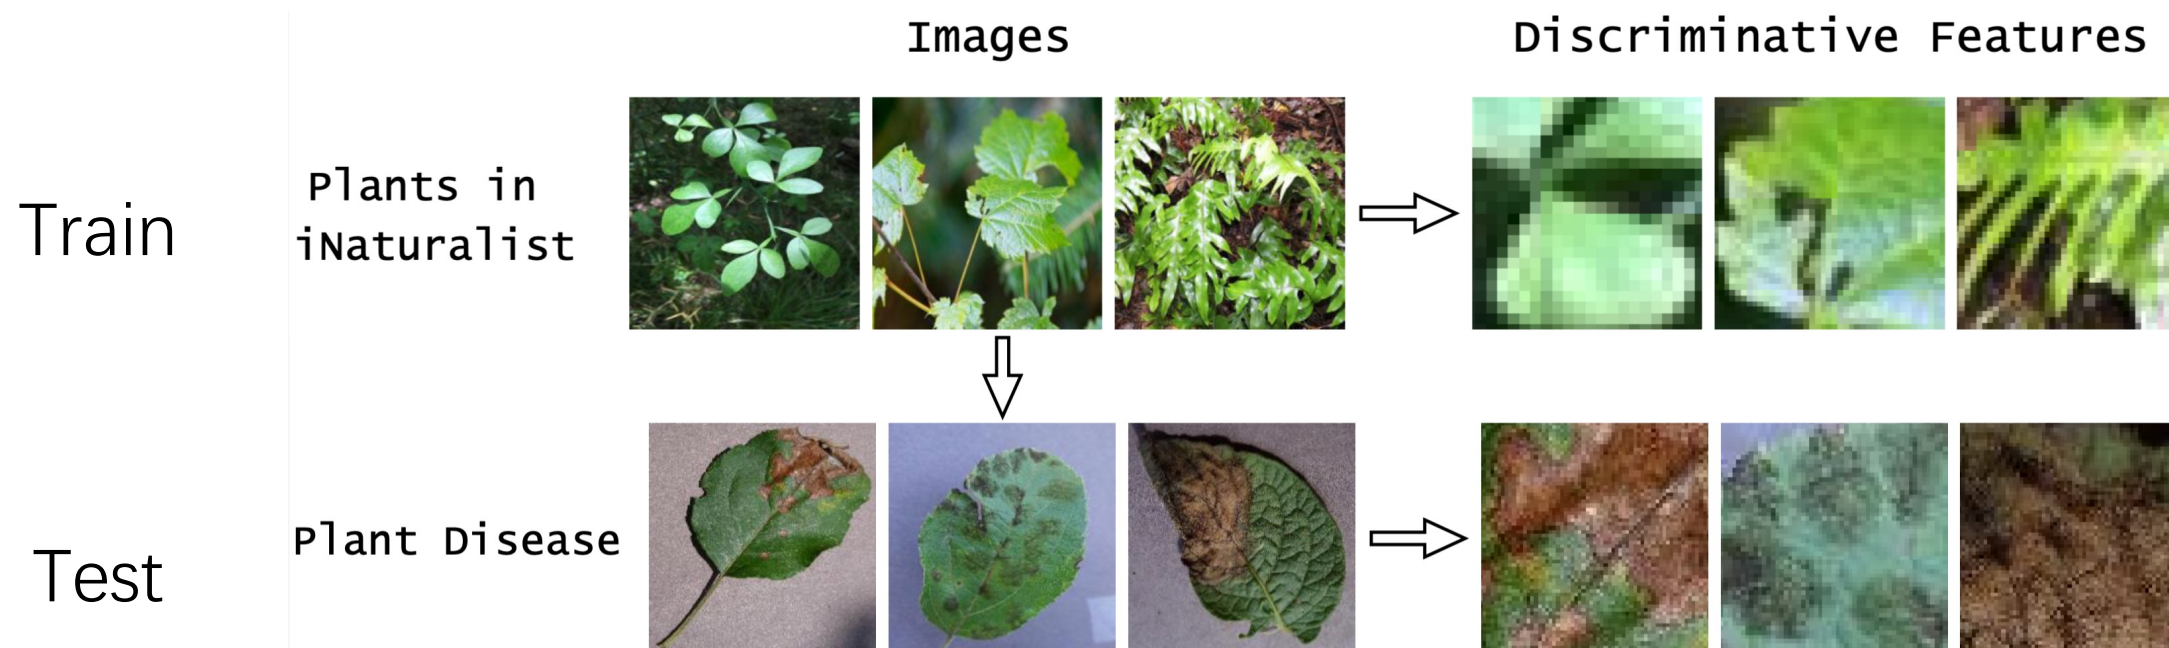 Images
Discriminative Features
Train
Plants in
iNaturalist
Plant Disease
Test